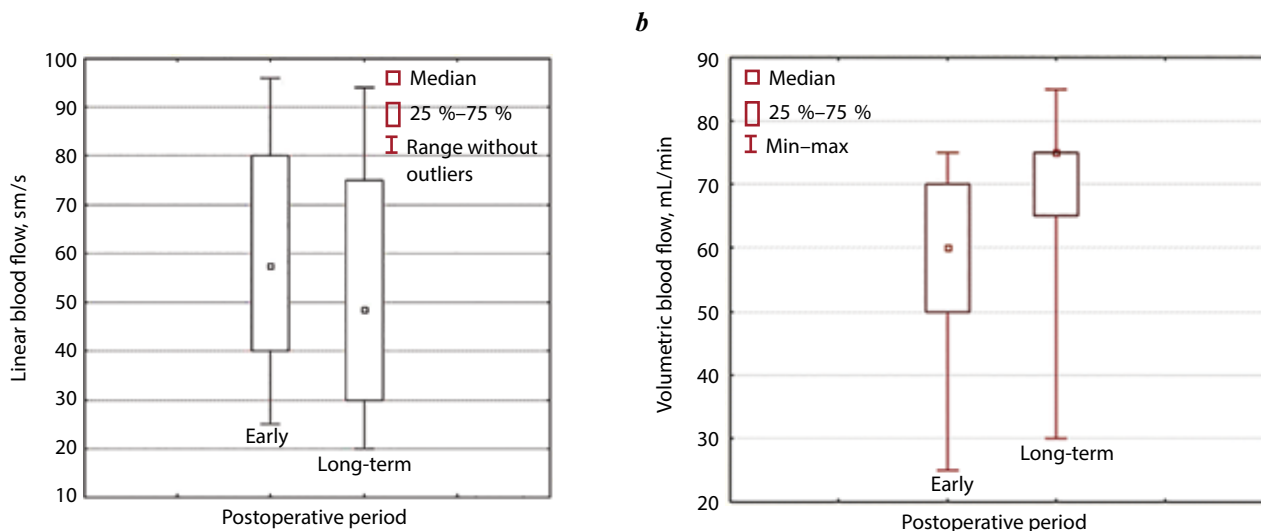 b
Linear blood flow, sm/s
100
90
80
70
60
50
40
30
20
10
Median
25 %–75 %
Range without
outliers
Early
Long-term
Postoperative period
Volumetric blood flow, mL/min
90
80
70
60
50
40
30
20
Median
25 %–75 %
Min–max
Long-term
Early
Postoperative period